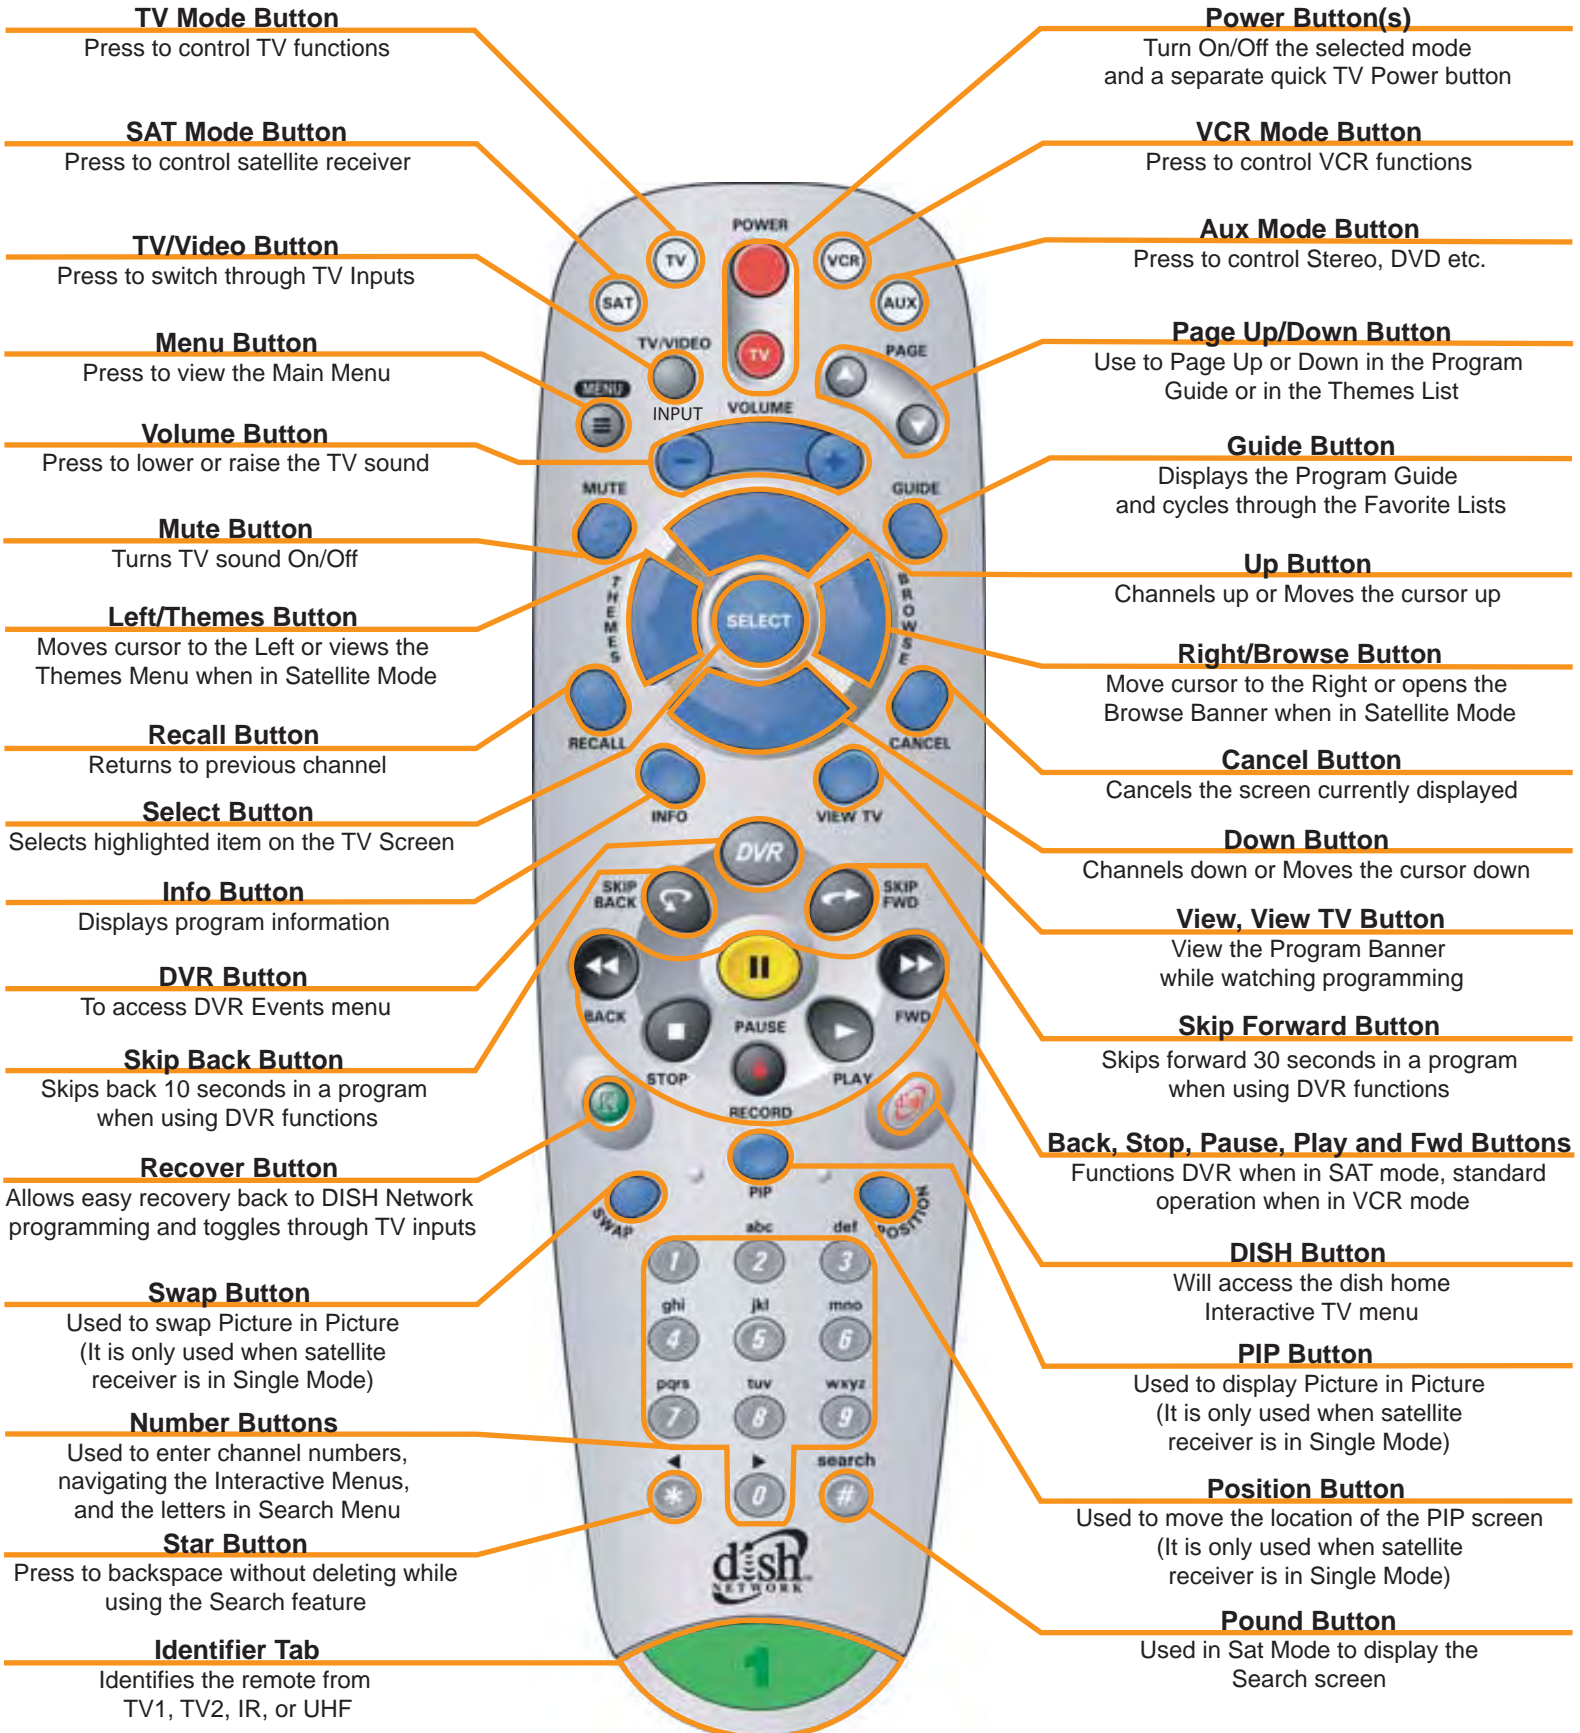 TV Mode Button
Press to control TV functions
SAT Mode Button
Press to control satellite receiver
TV/Video Button
Press to switch through TV Inputs
Menu Button
Press to view the Main Menu
Volume Button
Press to lower or raise the TV sound
Mute Button
Turns TV sound On/Off
Left/Themes Button
Moves cursor to the Left or views the
Themes Menu when in Satellite Mode
Recall Button
Returns to previous channel
Select Button
Selects highlighted item on the TV Screen
Info Button
Displays program information
DVR Button
To access DVR Events menu
Skip Back Button
Skips back 10 seconds in a program
when using DVR functions
Recover Button
Allows easy recovery back to DISH Network
programming and toggles through TV inputs
Swap Button
Used to swap Picture in Picture
(It is only used when satellite
receiver is in Single Mode)
Number Buttons
Used to enter channel numbers,
navigating the Interactive Menus,
and the letters in Search Menu
Star Button
Press to backspace without deleting while
using the Search feature
Identifier Tab
Identifies the remote from
TV1, TV2, IR, or UHF
POWER
TV
VCR
SAT
AUX
TV/VIDEO
TV
PAGE
MENU
INPUT
VOLUME
-
+
MUTE
GUIDE
THEMES
SELECT
BROWSE
RECALL
CANCEL
INFO
VIEW TV
DVR
SKIP
BACK
SKIP
FWD
BACK
PAUSE
FWD
STOP
PLAY
RECORD
R
dish
PIP
SWAP
POSITION
abc
def
1
2
3
ghi
jkl
mno
4
5
6
pqrs
tuv
wxyz
7
8
9
search
*
0
#
dish
NETWORK
1
Power Button(s)
Turn On/Off the selected mode
and a separate quick TV Power button
VCR Mode Button
Press to control VCR functions
Aux Mode Button
Press to control Stereo, DVD etc.
Page Up/Down Button
Use to Page Up or Down in the Program
Guide or in the Themes List
Guide Button
Displays the Program Guide
and cycles through the Favorite Lists
Up Button
Channels up or Moves the cursor up
Right/Browse Button
Move cursor to the Right or opens the
Browse Banner when in Satellite Mode
Cancel Button
Cancels the screen currently displayed
Down Button
Channels down or Moves the cursor down
View, View TV Button
View the Program Banner
while watching programming
Skip Forward Button
Skips forward 30 seconds in a program
when using DVR functions
Back, Stop, Pause, Play and Fwd Buttons
Functions DVR when in SAT mode, standard
operation when in VCR mode
DISH Button
Will access the dish home
Interactive TV menu
PIP Button
Used to display Picture in Picture
(It is only used when satellite
receiver is in Single Mode)
Position Button
Used to move the location of the PIP screen
(It is only used when satellite
receiver is in Single Mode)
Pound Button
Used in Sat Mode to display the
Search screen